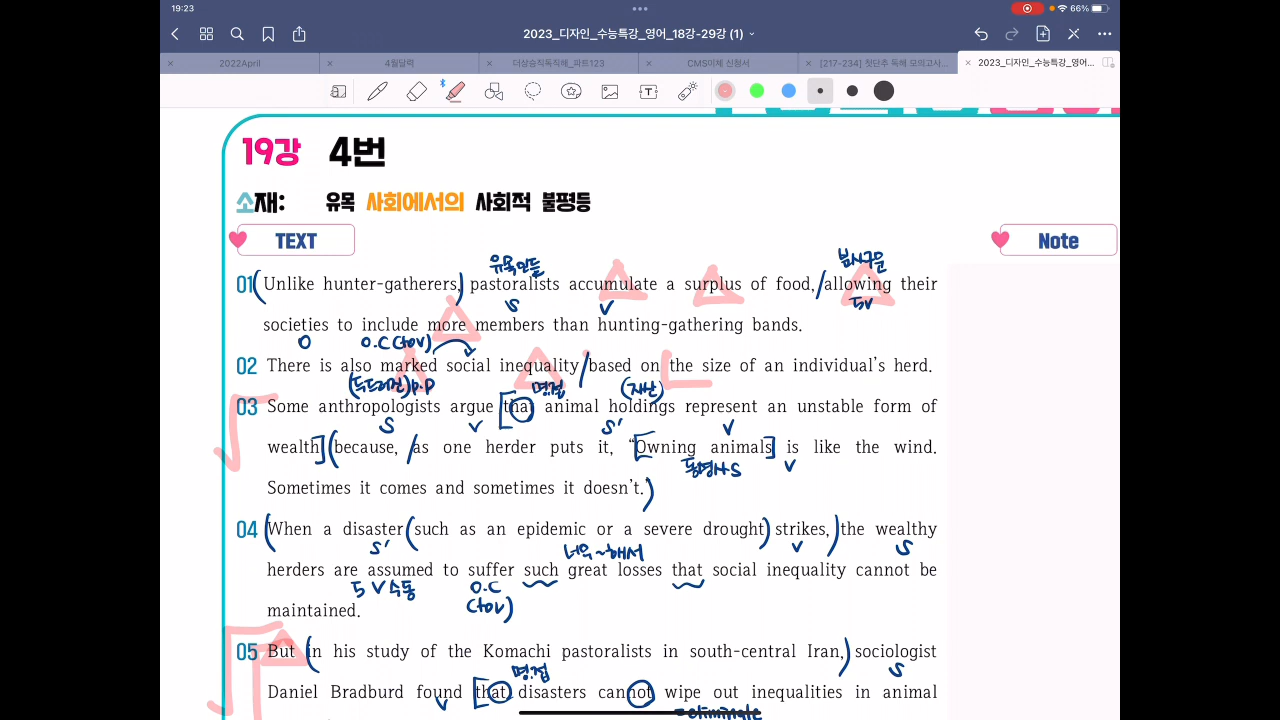 19:23
66%
2023_디자인_수능특강_영어_18강-29강 (1)
2022April
4월달력
더상승직독직해_파트123
CMS이체 신청서
[217-234] 첫단추 독해 모의고사...
2023_디자인_수능특강_영어...
19강 4번
소재: 유목 사회에서의 사회적 불평등
TEXT
Note
유목민들
분사구문
01 (Unlike hunter-gatherers,) pastoralists accumulate a surplus of food, / allowing their
S V 5V
societies to include more members than hunting-gathering bands.
O O.C(toV)
02 There is also marked social inequality / based on the size of an individual's herd.
(두드러진)p.p 명.접 (재산)
03 Some anthropologists argue [that animal holdings represent an unstable form of
S V S' V
wealth] (because, / as one herder puts it, "[Owning animals] is like the wind.
동명사S V
Sometimes it comes and sometimes it doesn't.")
04 (When a disaster (such as an epidemic or a severe drought) strikes,) the wealthy
S' V S
너무 ~해서
herders are assumed to suffer such great losses that social inequality cannot be
5V수동 O.C
(toV)
maintained.
05 But (in his study of the Komachi pastoralists in south-central Iran,) sociologist
명.접 S
Daniel Bradburd found [that disasters cannot wipe out inequalities in animal
V =eliminate